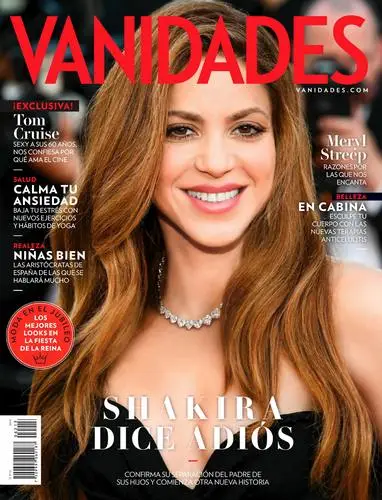 VANIDADES
VANIDADES.COM
¡EXCLUSIVA!
Tom
Cruise
SEXY A SUS 60 AÑOS,
NOS CONFIESA POR
QUÉ AMA EL CINE
SALUD
CALMA TU
ANSIEDAD
BAJA TU ESTRÉS CON
NUEVOS EJERCICIOS
Y HÁBITOS DE YOGA
REALEZA
NIÑAS BIEN
LAS ARISTÓCRATAS DE
ESPAÑA DE LAS QUE SE
HABLARÁ MUCHO
MODA EN EL JUBILEO
LOS
MEJORES
LOOKS EN
LA FIESTA
DE LA REINA
Meryl
Streep
RAZONES POR
LAS QUE NOS
ENCANTA
BELLEZA
EN CABINA
ESCULPE TU
CUERPO CON LAS
NUEVAS TERAPIAS
ANTICELULITIS
SHAKIRA
DICE ADIÓS
CONFIRMA SU SEPARACIÓN DEL PADRE DE
SUS HIJOS Y COMIENZA OTRA NUEVA HISTORIA